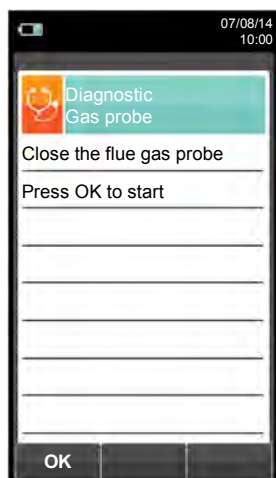 07/08/14
10:00
Diagnostic
Gas probe
Close the flue gas probe
Press OK to start
OK